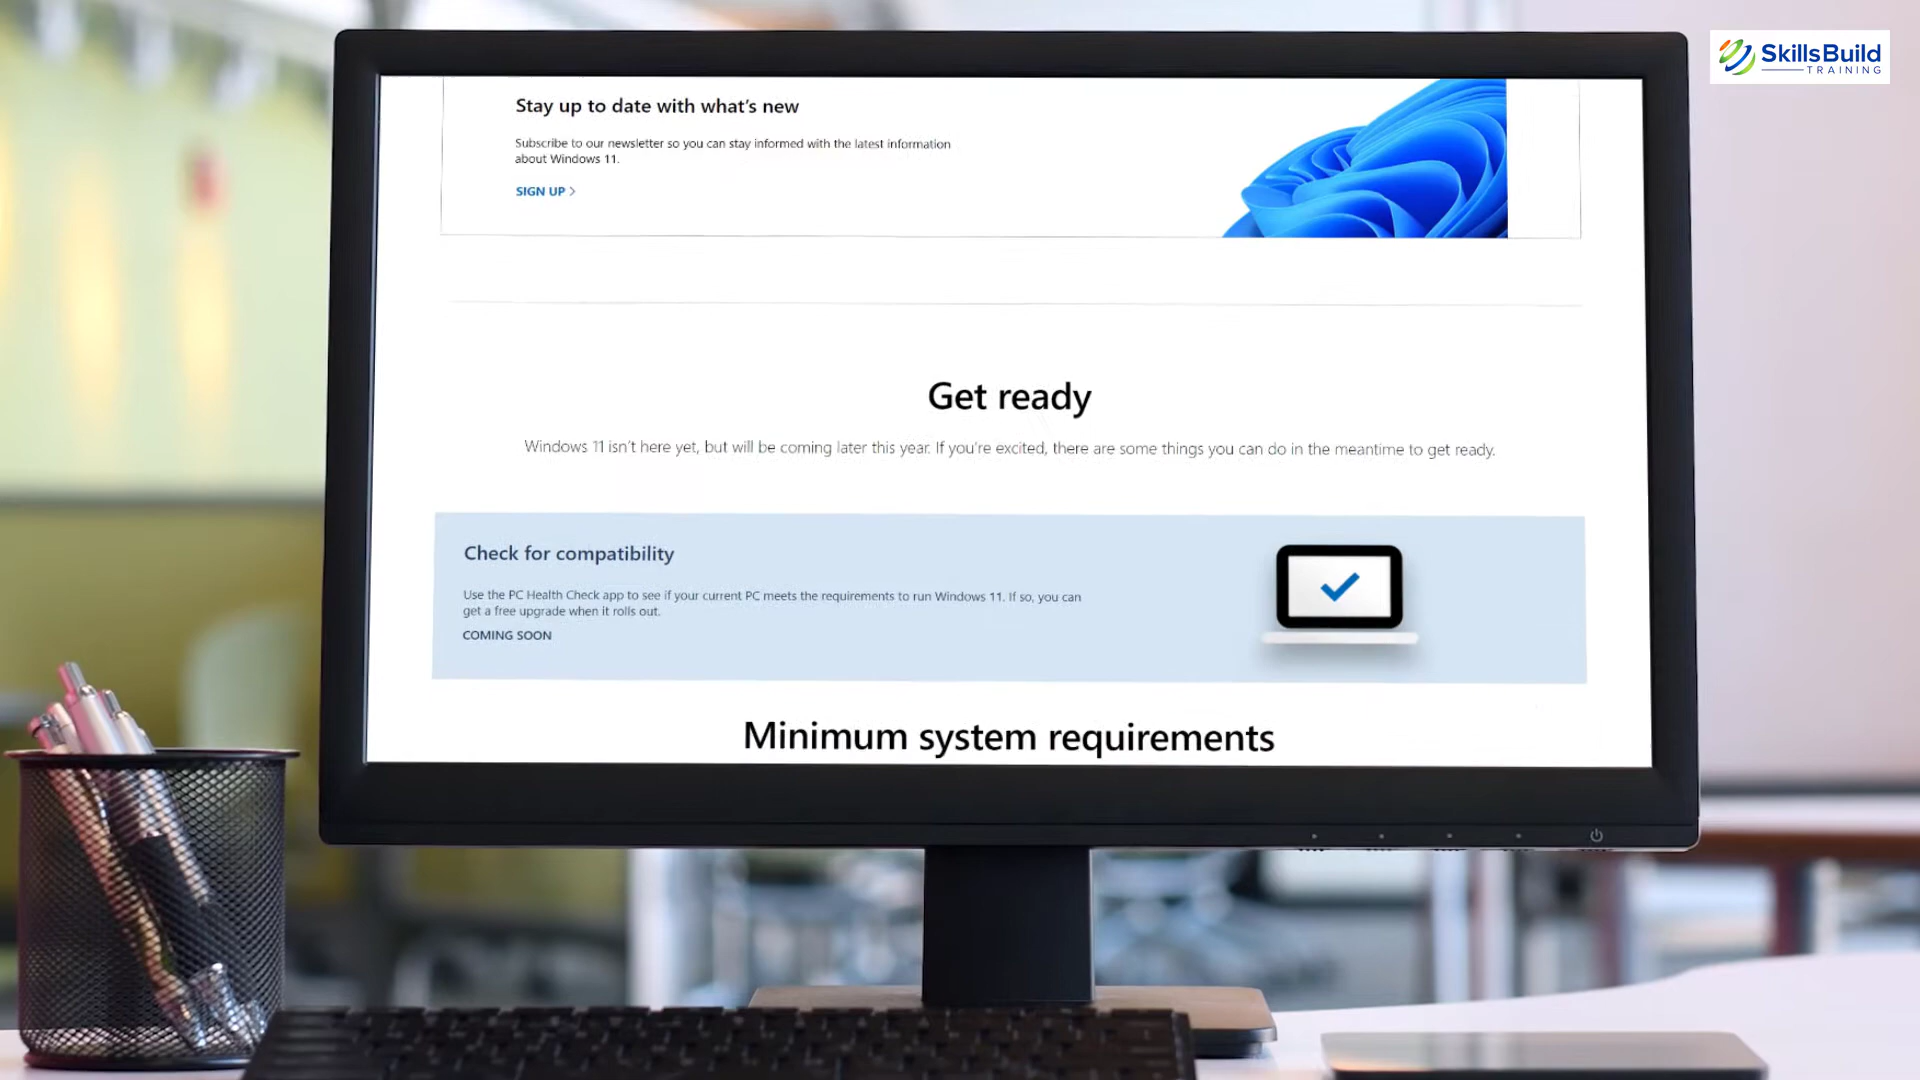 SkillsBuild
TRAINING
Stay up to date with what's new
Subscribe to our newsletter so you can stay informed with the latest information
about Windows 11.
SIGN UP >
Get ready
Windows 11 isn't here yet, but will be coming later this year. If you're excited, there are some things you can do in the meantime to get ready.
Check for compatibility
Use the PC Health Check app to see if your current PC meets the requirements to run Windows 11. If so, you can
get a free upgrade when it rolls out.
COMING SOON
Minimum system requirements